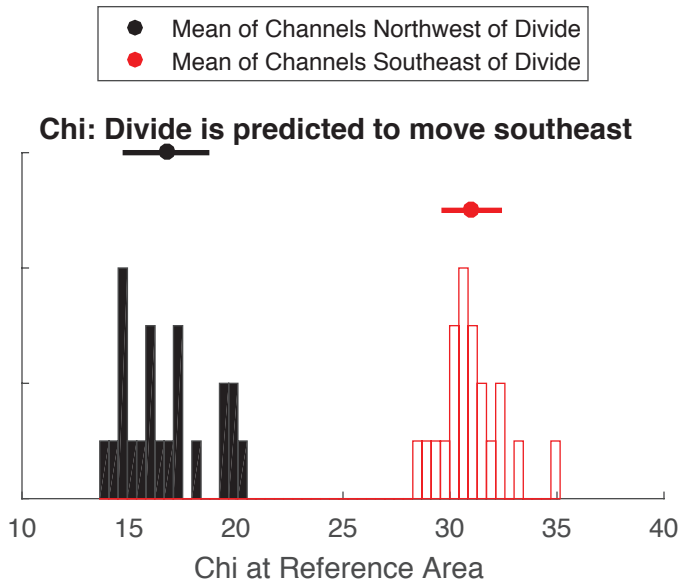 Mean of Channels Northwest of Divide
Mean of Channels Southeast of Divide
Chi: Divide is predicted to move southeast
10 15 20 25 30 35 40
Chi at Reference Area